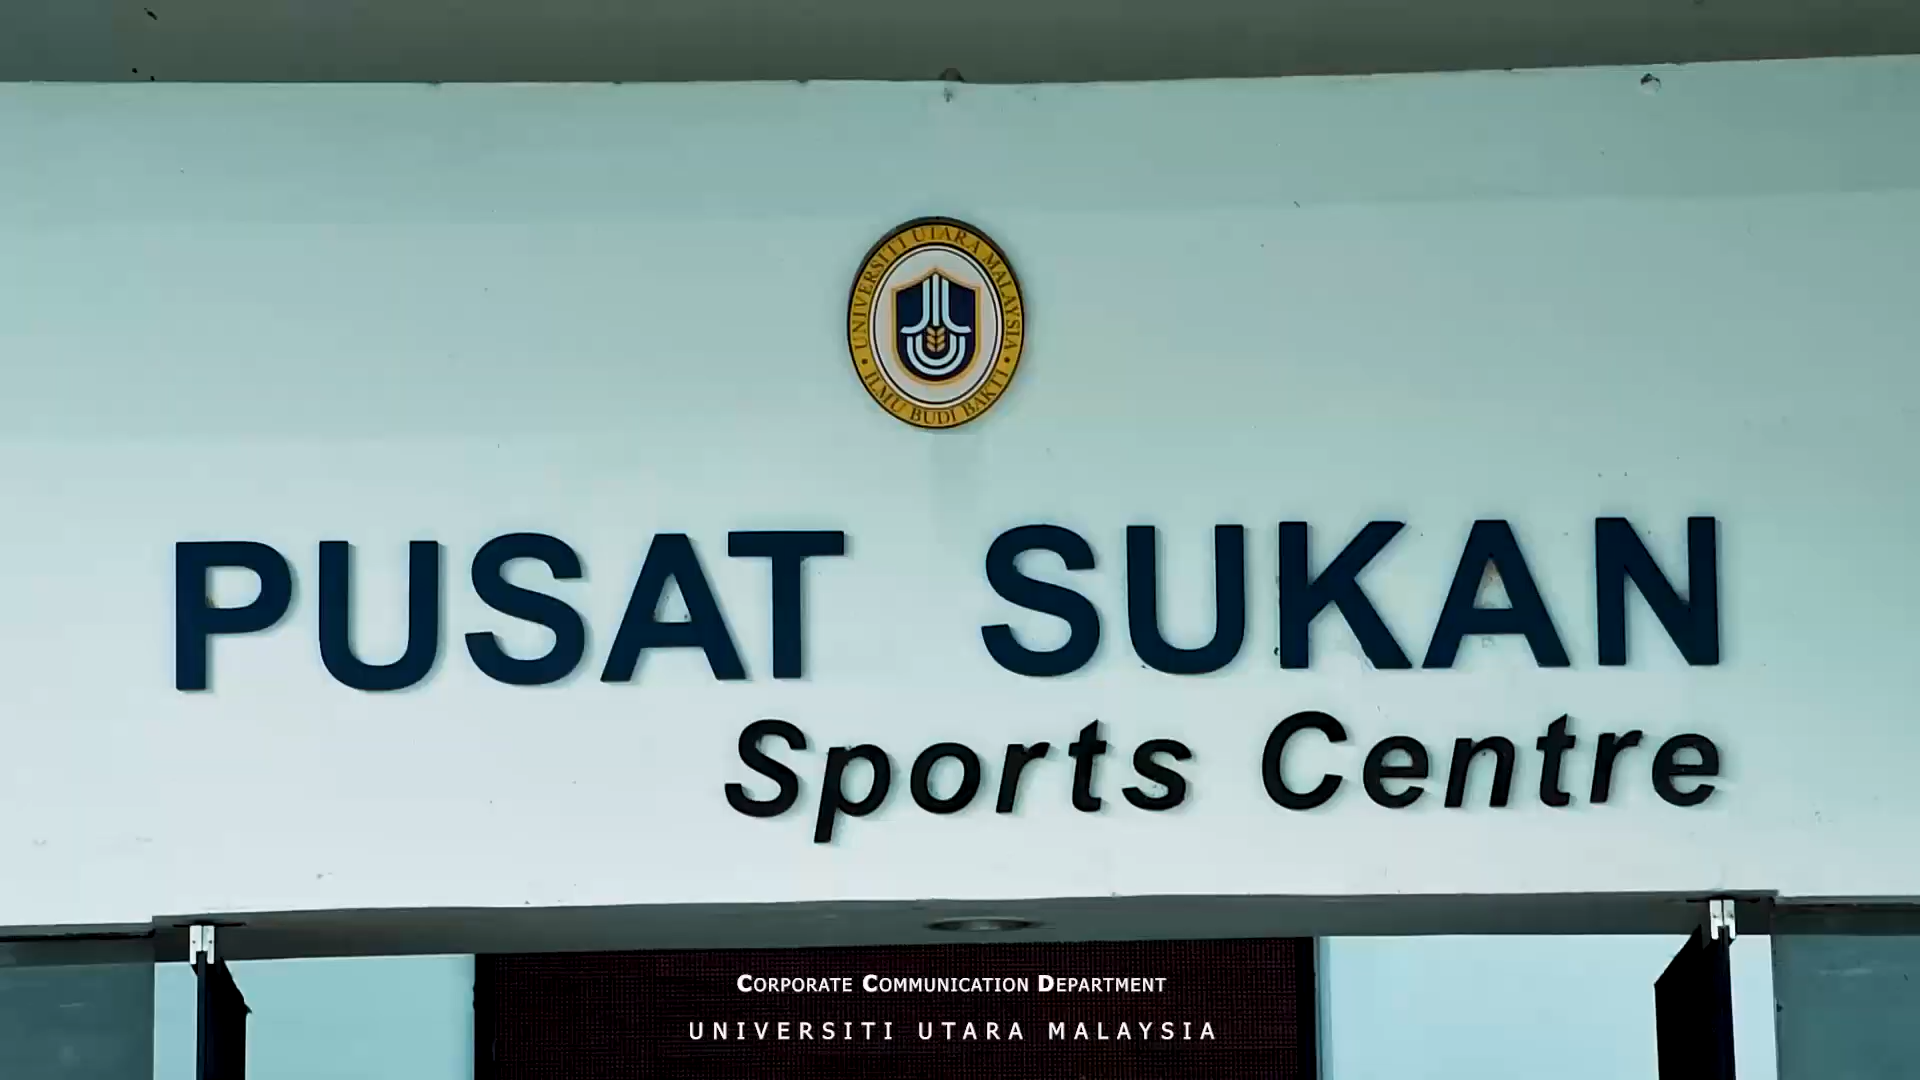 UNIVERSITI UTARA MALAYSIA
ILMU BUDI BAKTI
PUSAT SUKAN
Sports Centre
CORPORATE COMMUNICATION DEPARTMENT
UNIVERSITI UTARA MALAYSIA